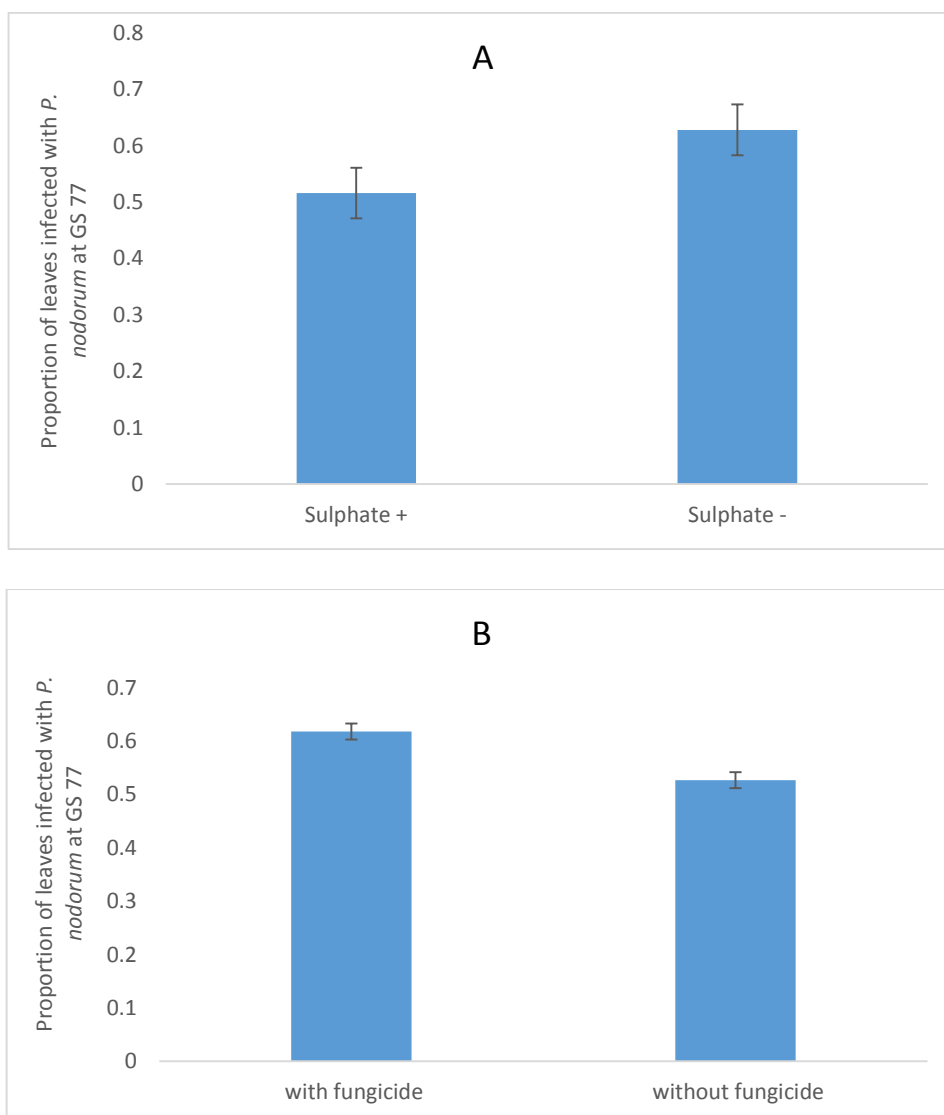 A
Proportion of leaves infected with P.
nodorum at GS 77
0.8
0.7
0.6
0.5
0.4
0.3
0.2
0.1
0
Sulphate +
Sulphate -
B
Proportion of leaves infected with P.
nodorum at GS 77
0.7
0.6
0.5
0.4
0.3
0.2
0.1
0
with fungicide
without fungicide